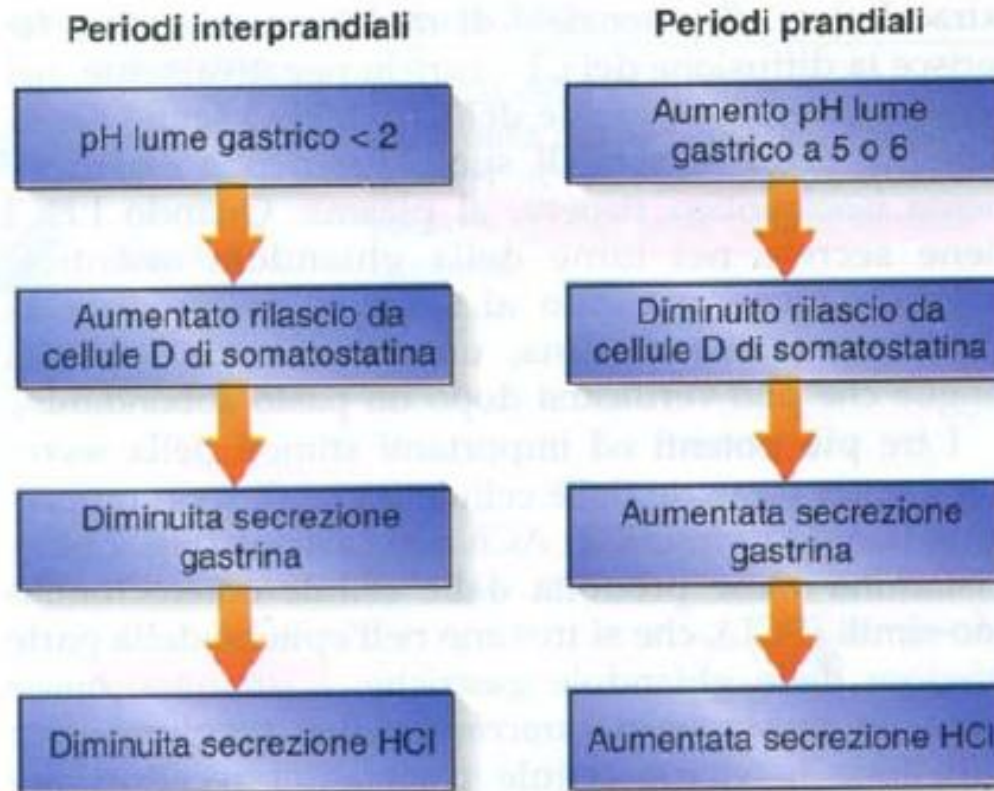 Periodi interprandiali
pH lume gastrico < 2
Aumentato rilascio da
cellule D di somatostatina
Diminuita secrezione
gastrina
Diminuita secrezione HCl
Periodi prandiali
Aumento pH lume
gastrico a 5 o 6
Diminuito rilascio da
cellule D di somatostatina
Aumentata secrezione
gastrina
Aumentata secrezione HCl